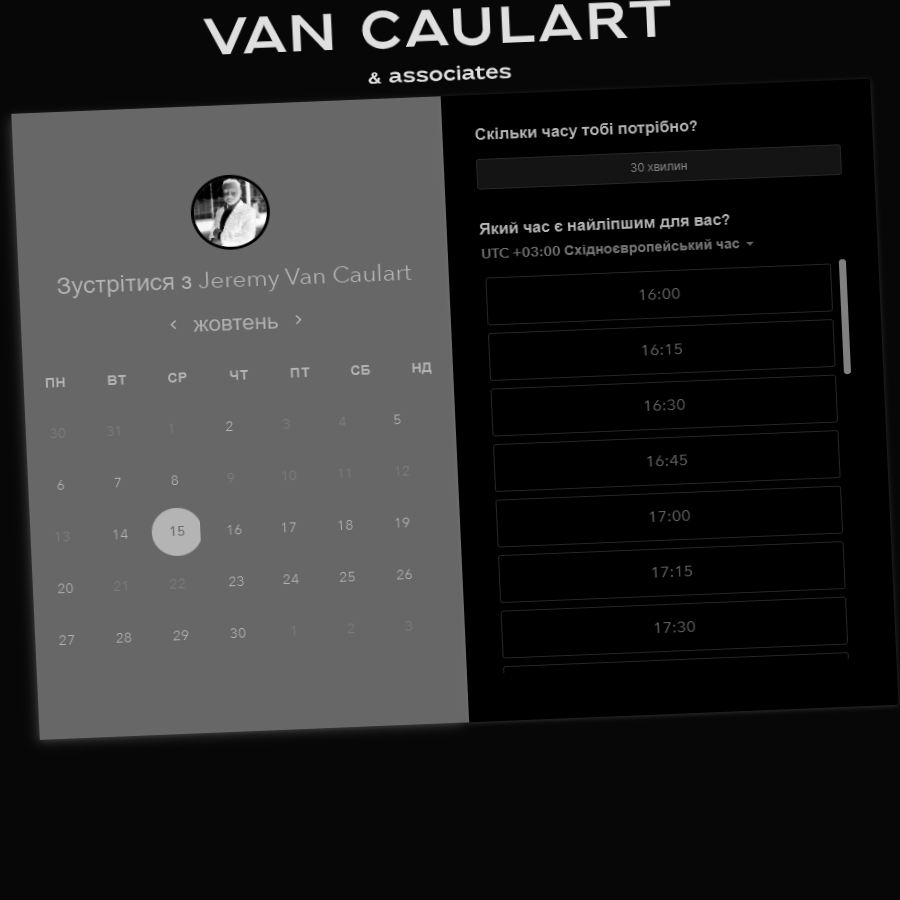 VAN CAULART
& associates
Зустрітися з Jeremy Van Caulart
жовтень
ПН ВТ СР ЧТ ПТ СБ НД
30 31 1 2 3 4 5
6 7 8 9 10 11 12
13 14 15 16 17 18 19
20 21 22 23 24 25 26
27 28 29 30 1 2 3
Скільки часу тобі потрібно?
30 хвилин
Який час є найліпшим для вас?
UTC +03:00 Східноєвропейський час
16:00
16:15
16:30
16:45
17:00
17:15
17:30